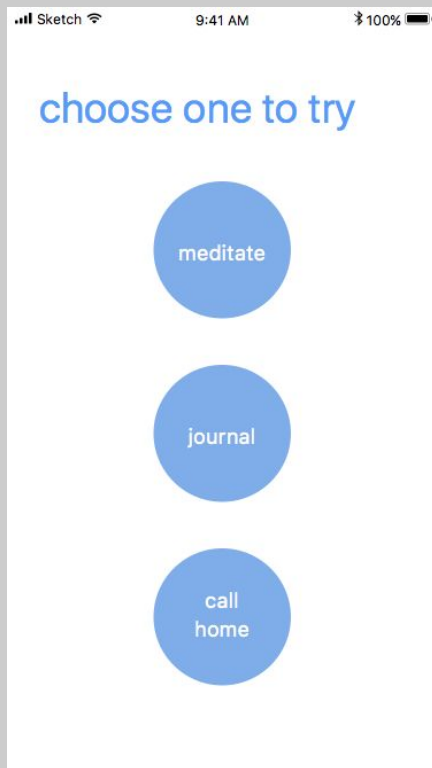 Sketch 9:41 AM 100%
choose one to try
meditate
journal
call
home